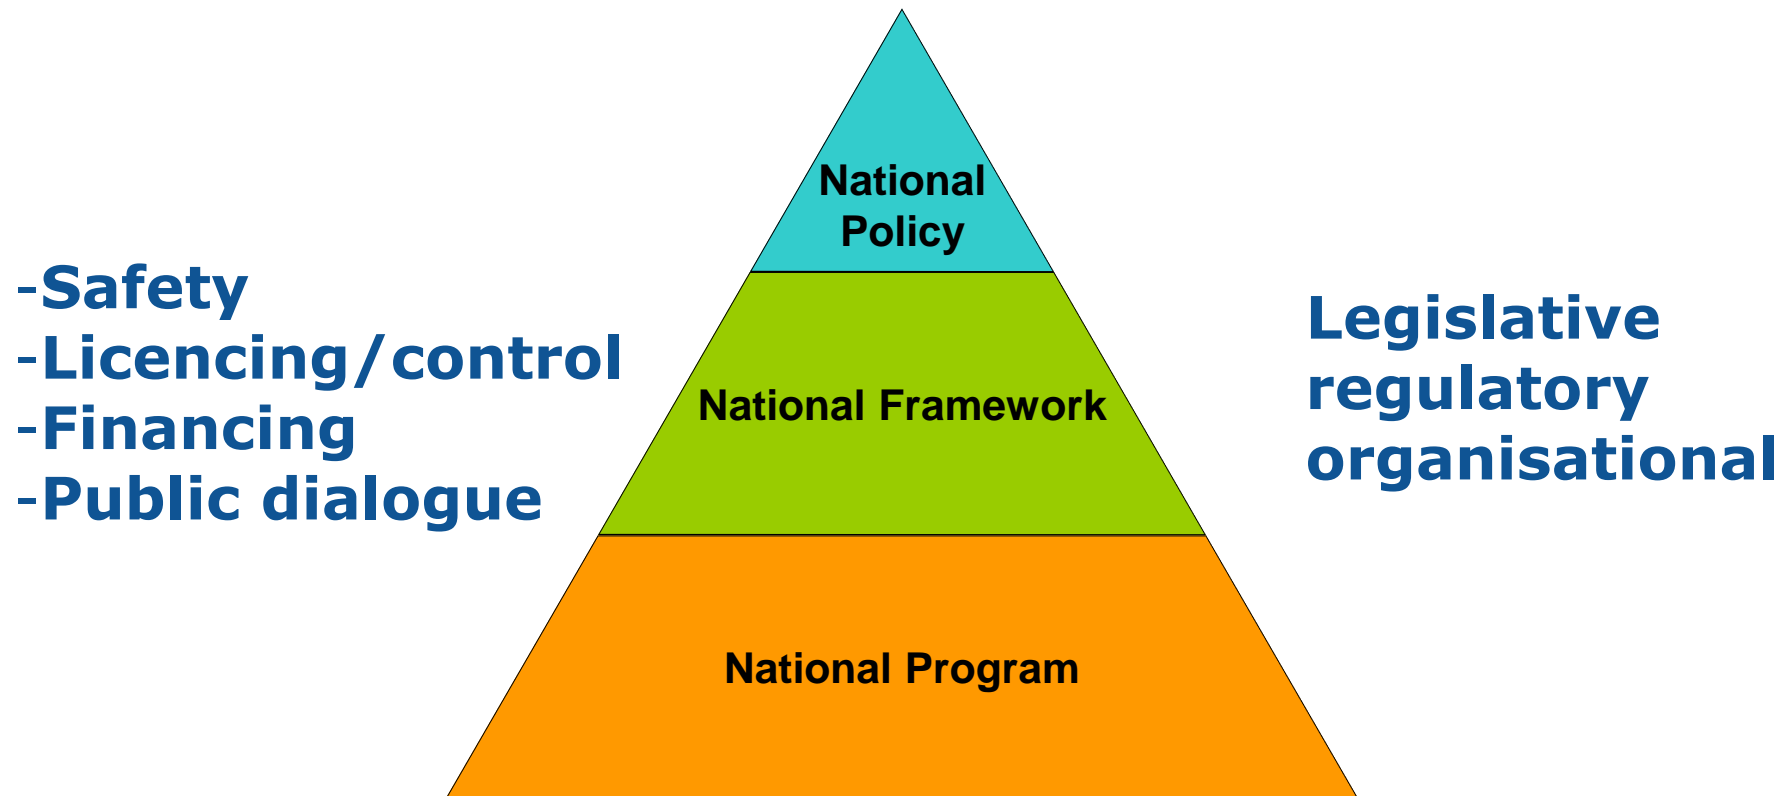 National
Policy
-Safety
-Licencing/control
-Financing
-Public dialogue
National Framework
Legislative
regulatory
organisational
National Program